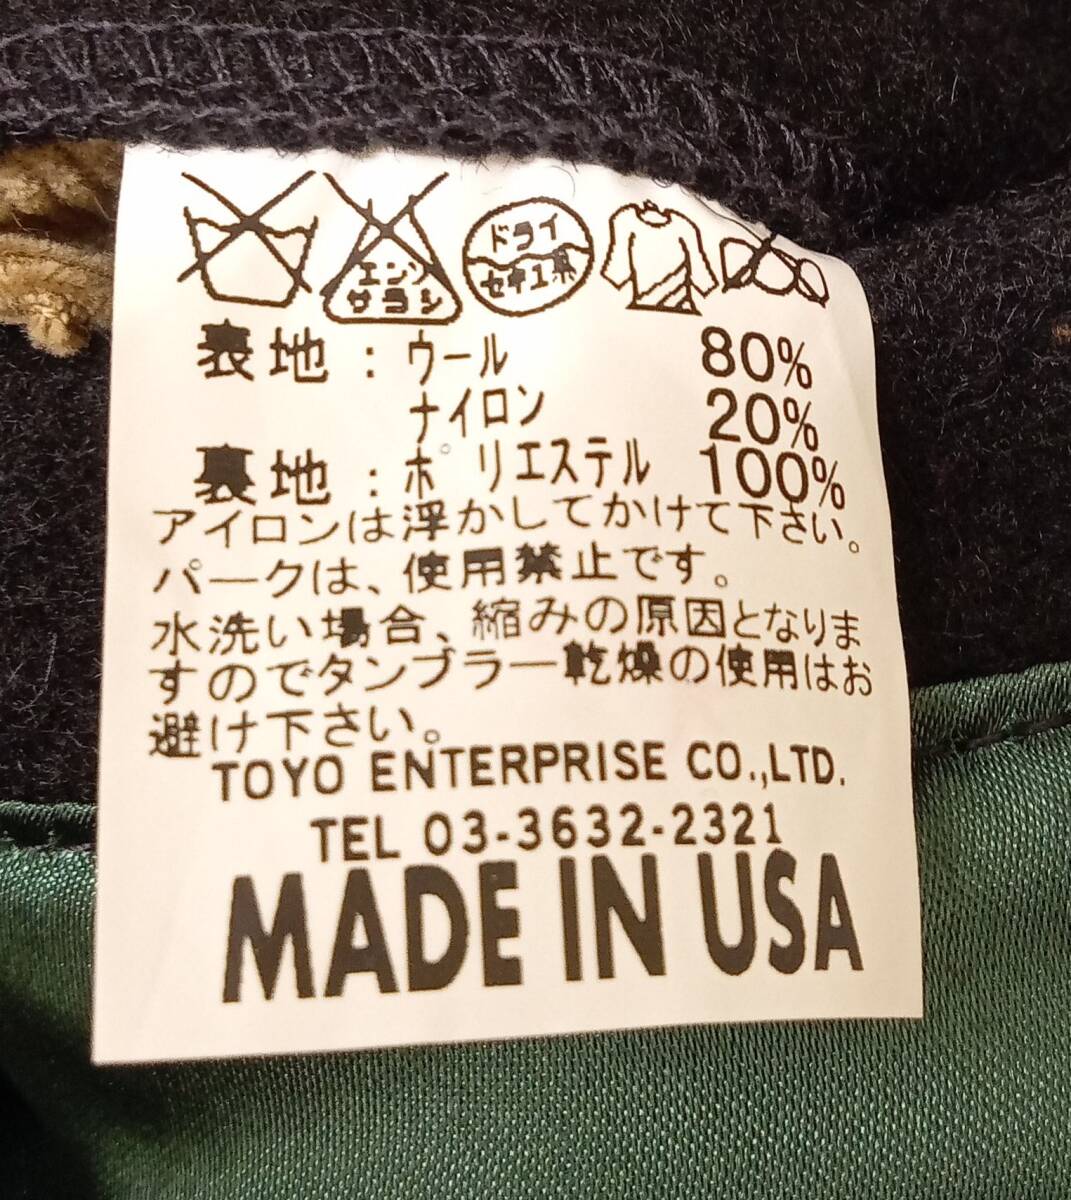 エンソ
サラシ
ドライ
セキユ系
表地：ウール 80%
ナイロン 20%
裏地：ポリエステル 100%
アイロンは浮かしてかけて下さい。
パークは、使用禁止です。
水洗い場合、縮みの原因となりま
すのでタンブラー乾燥の使用はお
避け下さい。
TOYO ENTERPRISE CO.,LTD.
TEL 03-3632-2321
MADE IN USA